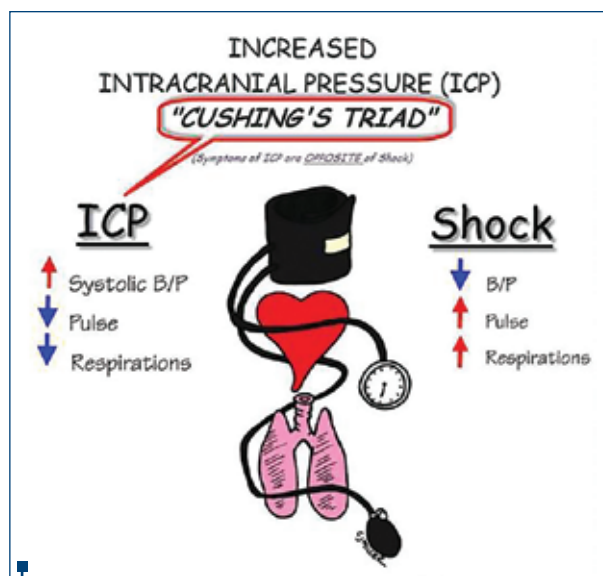 INCREASED
INTRACRANIAL PRESSURE (ICP)
"CUSHING'S TRIAD"
(Symptoms of ICP are OPPOSITE of Shock)
ICP
Systolic B/P
Pulse
Respirations
Shock
B/P
Pulse
Respirations